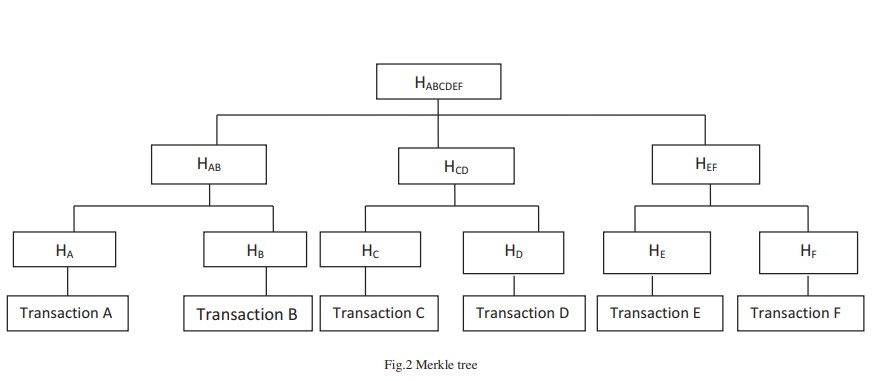 HABCDEF
HAB
HCD
HEF
HA
HB
HC
HD
HE
HF
Transaction A
Transaction B
Transaction C
Transaction D
Transaction E
Transaction F
Fig.2 Merkle tree